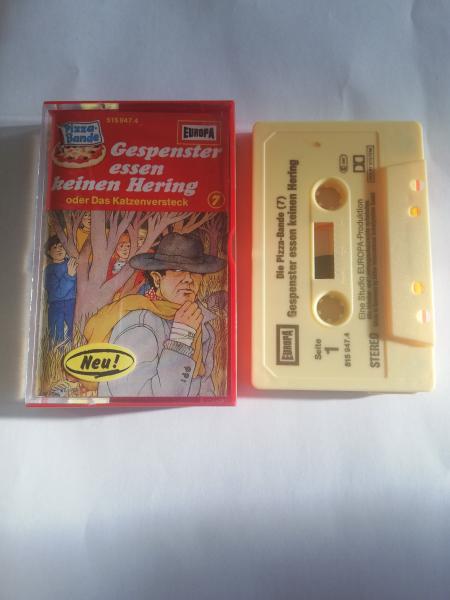 515 947.4
EUROPA
Pizza-
Bande
Gespenster
essen
keinen Hering
oder Das Katzenversteck
7
Neu!
Die Pizza-Bande (7)
Gespenster essen keinen Hering
EUROPA
Seite
1
515 947.4
Eine Studio EUROPA-Produktion
STEREO